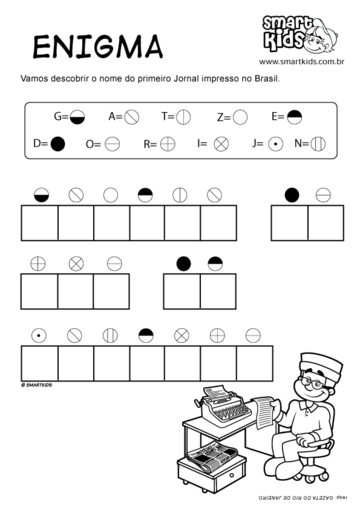 smart
kids
ENIGMA
www.smartkids.com.br
Vamos descobrir o nome do primeiro Jornal impresso no Brasil.
G= A= T= Z= E=
D= O= R= I= J= N=
© SMARTKIDS
resp: GAZETA DO RIO DE JANEIRO